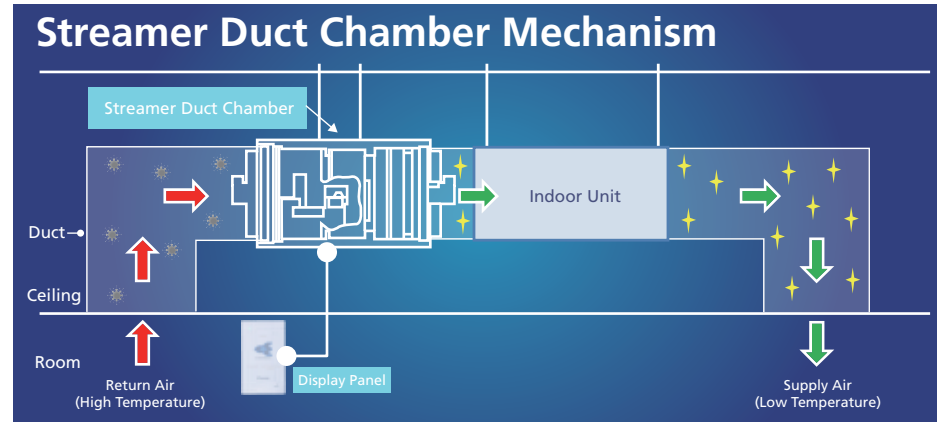 Streamer Duct Chamber Mechanism
Streamer Duct Chamber
Indoor Unit
Duct
Ceiling
Room
Return Air
(High Temperature)
Display Panel
Supply Air
(Low Temperature)